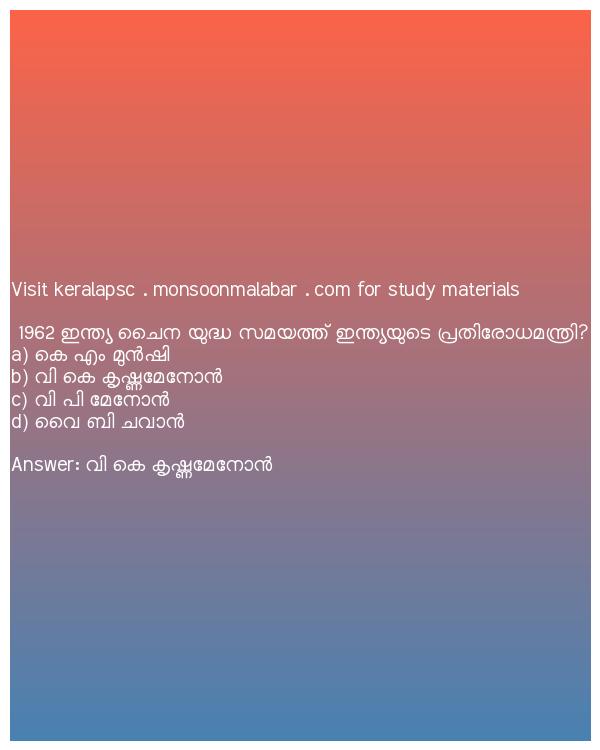 Visit keralapsc . monsoonmalabar . com for study materials
1962 ഇന്ത്യ ചൈന യുദ്ധ സമയത്ത് ഇന്ത്യയുടെ പ്രതിരോധമന്ത്രി?
a) കെ എം മുൻഷി
b) വി കെ കൃഷ്ണമേനോൻ
c) വി പി മേനോൻ
d) വൈ ബി ചവാൻ
Answer: വി കെ കൃഷ്ണമേനോൻ